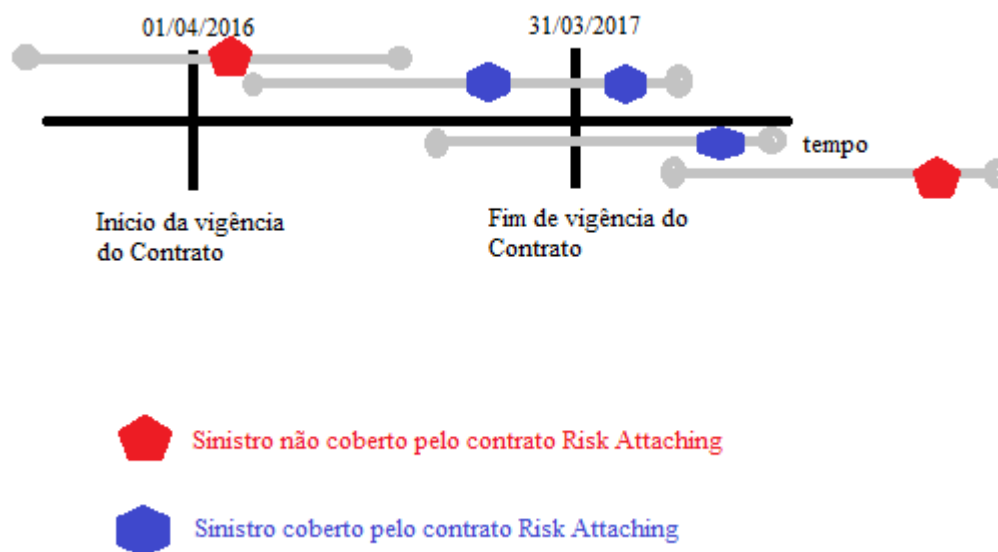 01/04/2016
31/03/2017
tempo
Início da vigência
do Contrato
Fim de vigência do
Contrato
Sinistro não coberto pelo contrato Risk Attaching
Sinistro coberto pelo contrato Risk Attaching